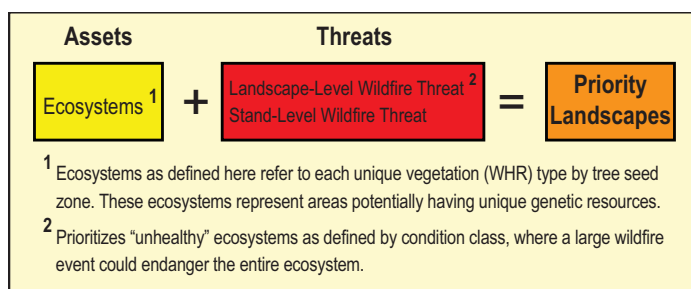 Assets Threats
Ecosystems 1 + Landscape-Level Wildfire Threat 2 = Priority
Stand-Level Wildfire Threat Landscapes
1 Ecosystems as defined here refer to each unique vegetation (WHR) type by tree seed
zone. These ecosystems represent areas potentially having unique genetic resources.
2 Prioritizes “unhealthy” ecosystems as defined by condition class, where a large wildfire
event could endanger the entire ecosystem.